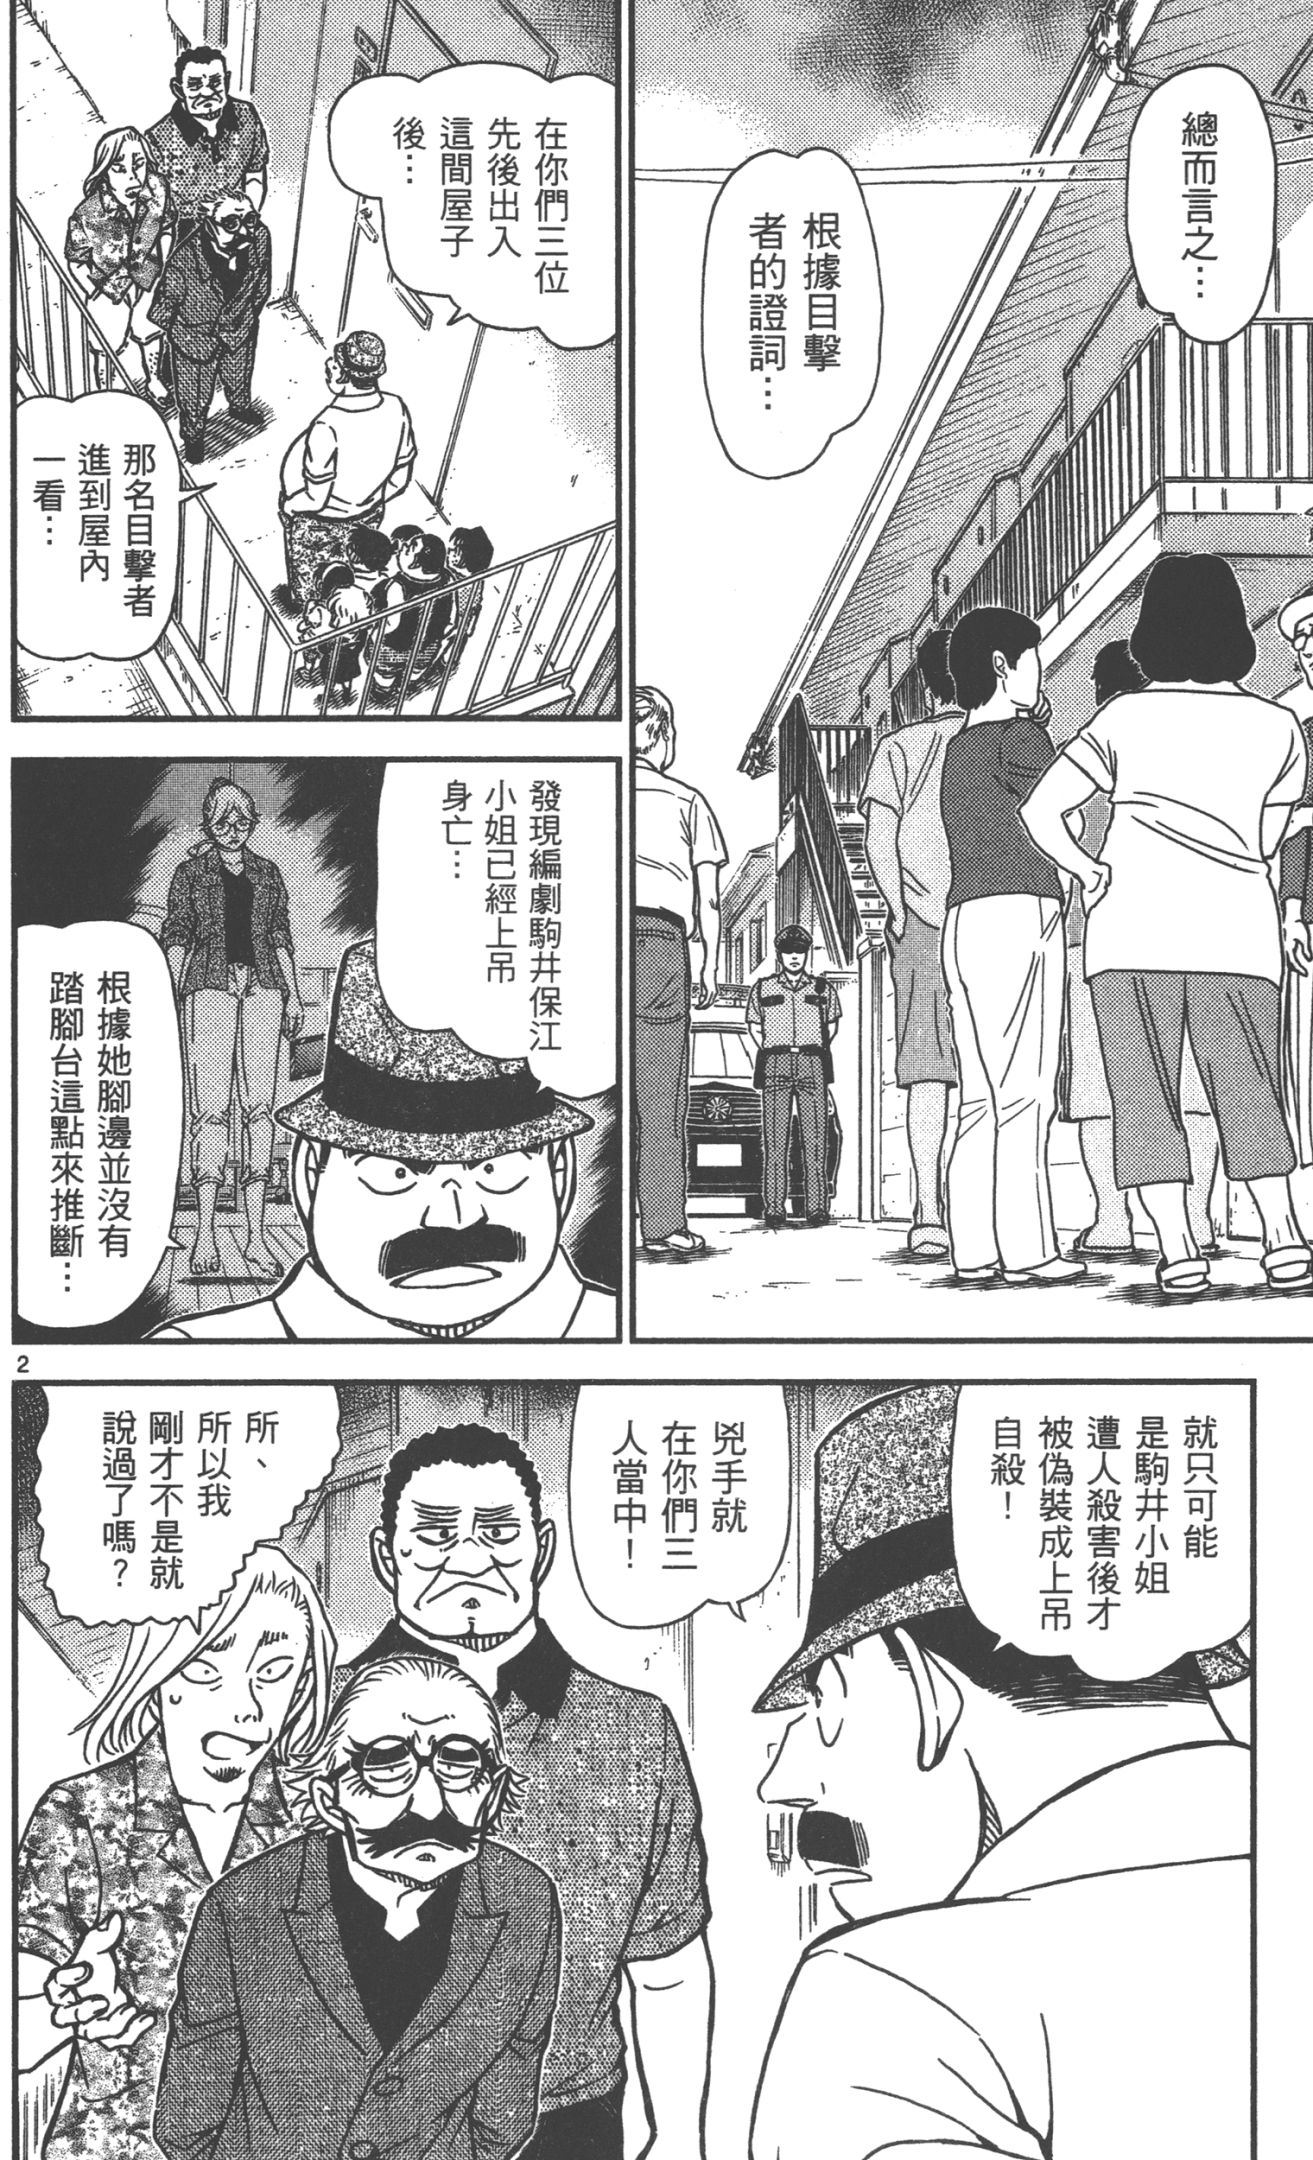 總而言之…
根據目擊
者的證詞…
在你們三位
先後出入
這間屋子
後…
那名目擊者
進到屋內
一看…
發現編劇駒井保江
小姐已經上吊
身亡…
根據她腳邊並沒有
踏腳台這點來推斷…
2
就只可能
是駒井小姐
遭人殺害後才
被偽裝成上吊
自殺！
兇手就
在你們三
人當中！
所、
所以我
剛才不是就
說過了嗎？